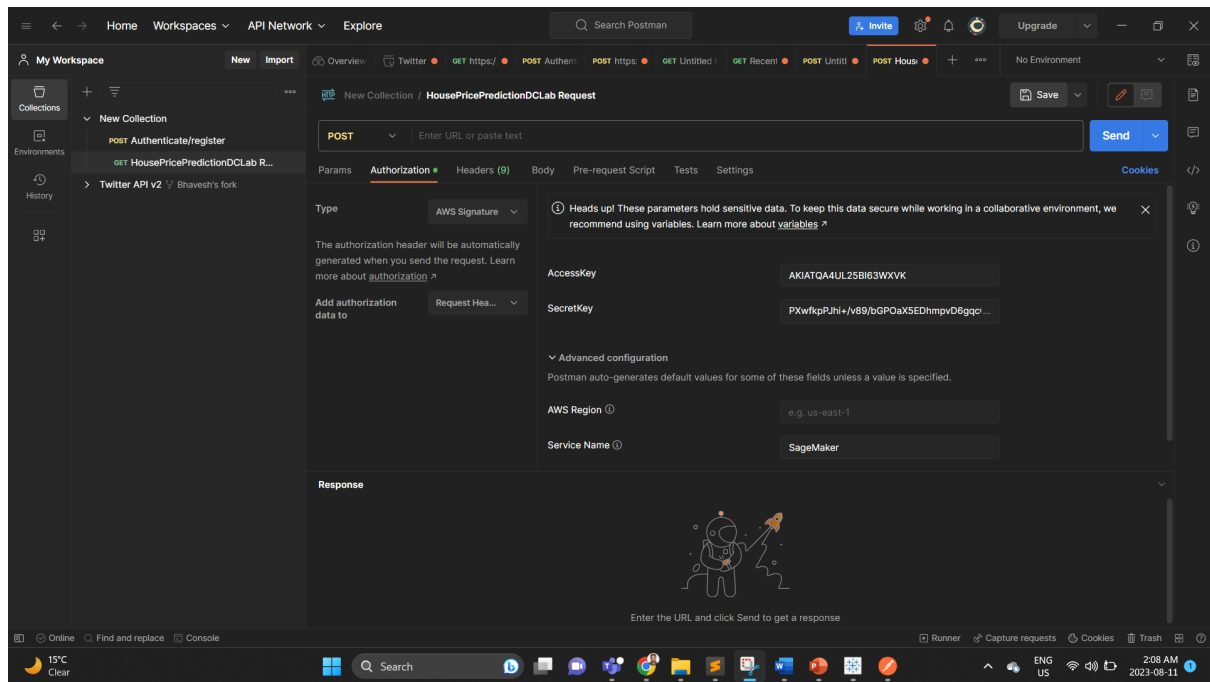 Home Workspaces API Network Explore Search Postman Invite Upgrade
My Workspace New Import Overview Twitter GET https:/ POST Authent POST https: GET Untitled GET Recent POST Untitl POST Hous No Environment
Collections
Environments
History
New Collection
POST Authenticate/register
GET HousePricePredictionDCLab R...
Twitter API v2 Bhavesh's fork
HTTP New Collection / HousePricePredictionDCLab Request Save
POST Enter URL or paste text Send
Params Authorization Headers (9) Body Pre-request Script Tests Settings Cookies
Type AWS Signature
The authorization header will be automatically
generated when you send the request. Learn
more about authorization ↗
Add authorization
data to
Request Hea...
Heads up! These parameters hold sensitive data. To keep this data secure while working in a collaborative environment, we
recommend using variables. Learn more about variables ↗
AccessKey AKIATQA4UL25BI63WXVK
SecretKey PXwfkpPJhi+/v89/bGPOaX5EDhmpvD6gqc...
Advanced configuration
Postman auto-generates default values for some of these fields unless a value is specified.
AWS Region e.g. us-east-1
Service Name SageMaker
Response
Enter the URL and click Send to get a response
Online Find and replace Console Runner Capture requests Cookies Trash
15°C
Clear
Search
ENG
US
2:08 AM
2023-08-11
1